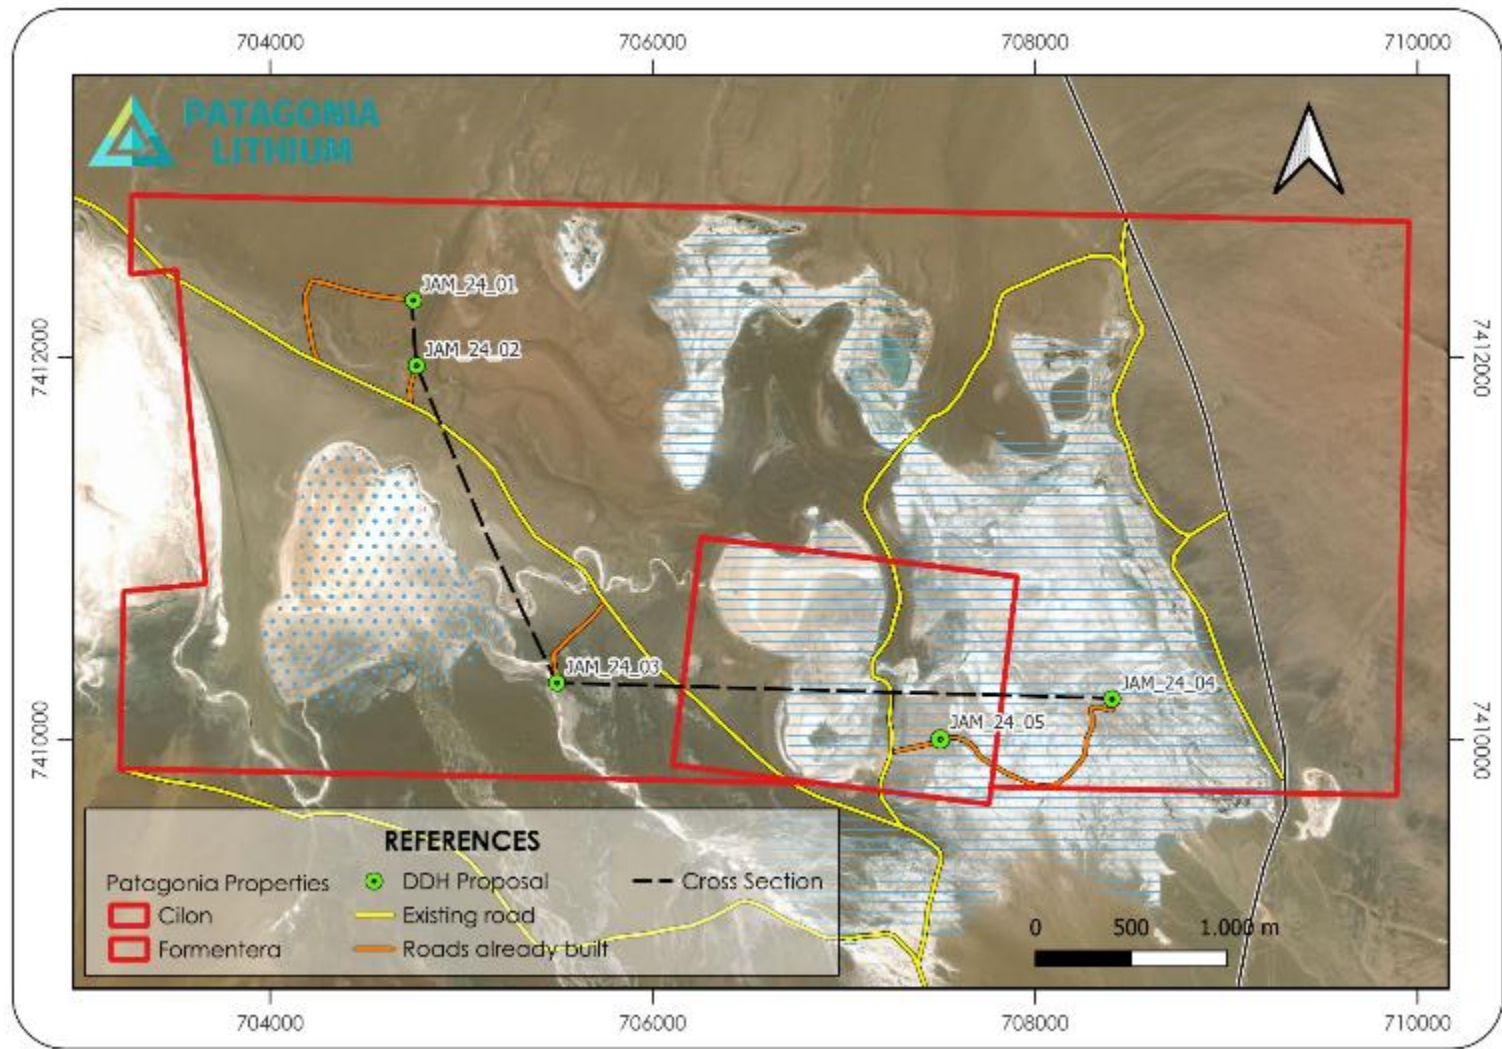 704000
706000
708000
710000
PATAGONIA
LITHIUM
JAM_24_01
JAM_24_02
7412000
7412000
JAM_24_03
JAM_24_04
JAM_24_05
7410000
7410000
REFERENCES
Patagonia Properties
DDH Proposal
Cross Section
Cilon
Existing road
Formentera
Roads already built
0 500 1.000 m
704000
706000
708000
710000